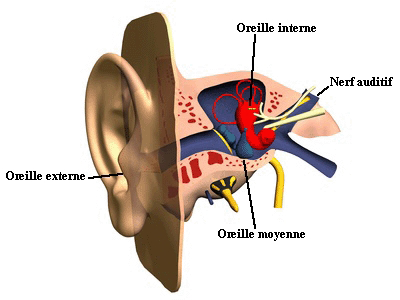 Oreille interne
Nerf auditif
Oreille externe
Oreille moyenne